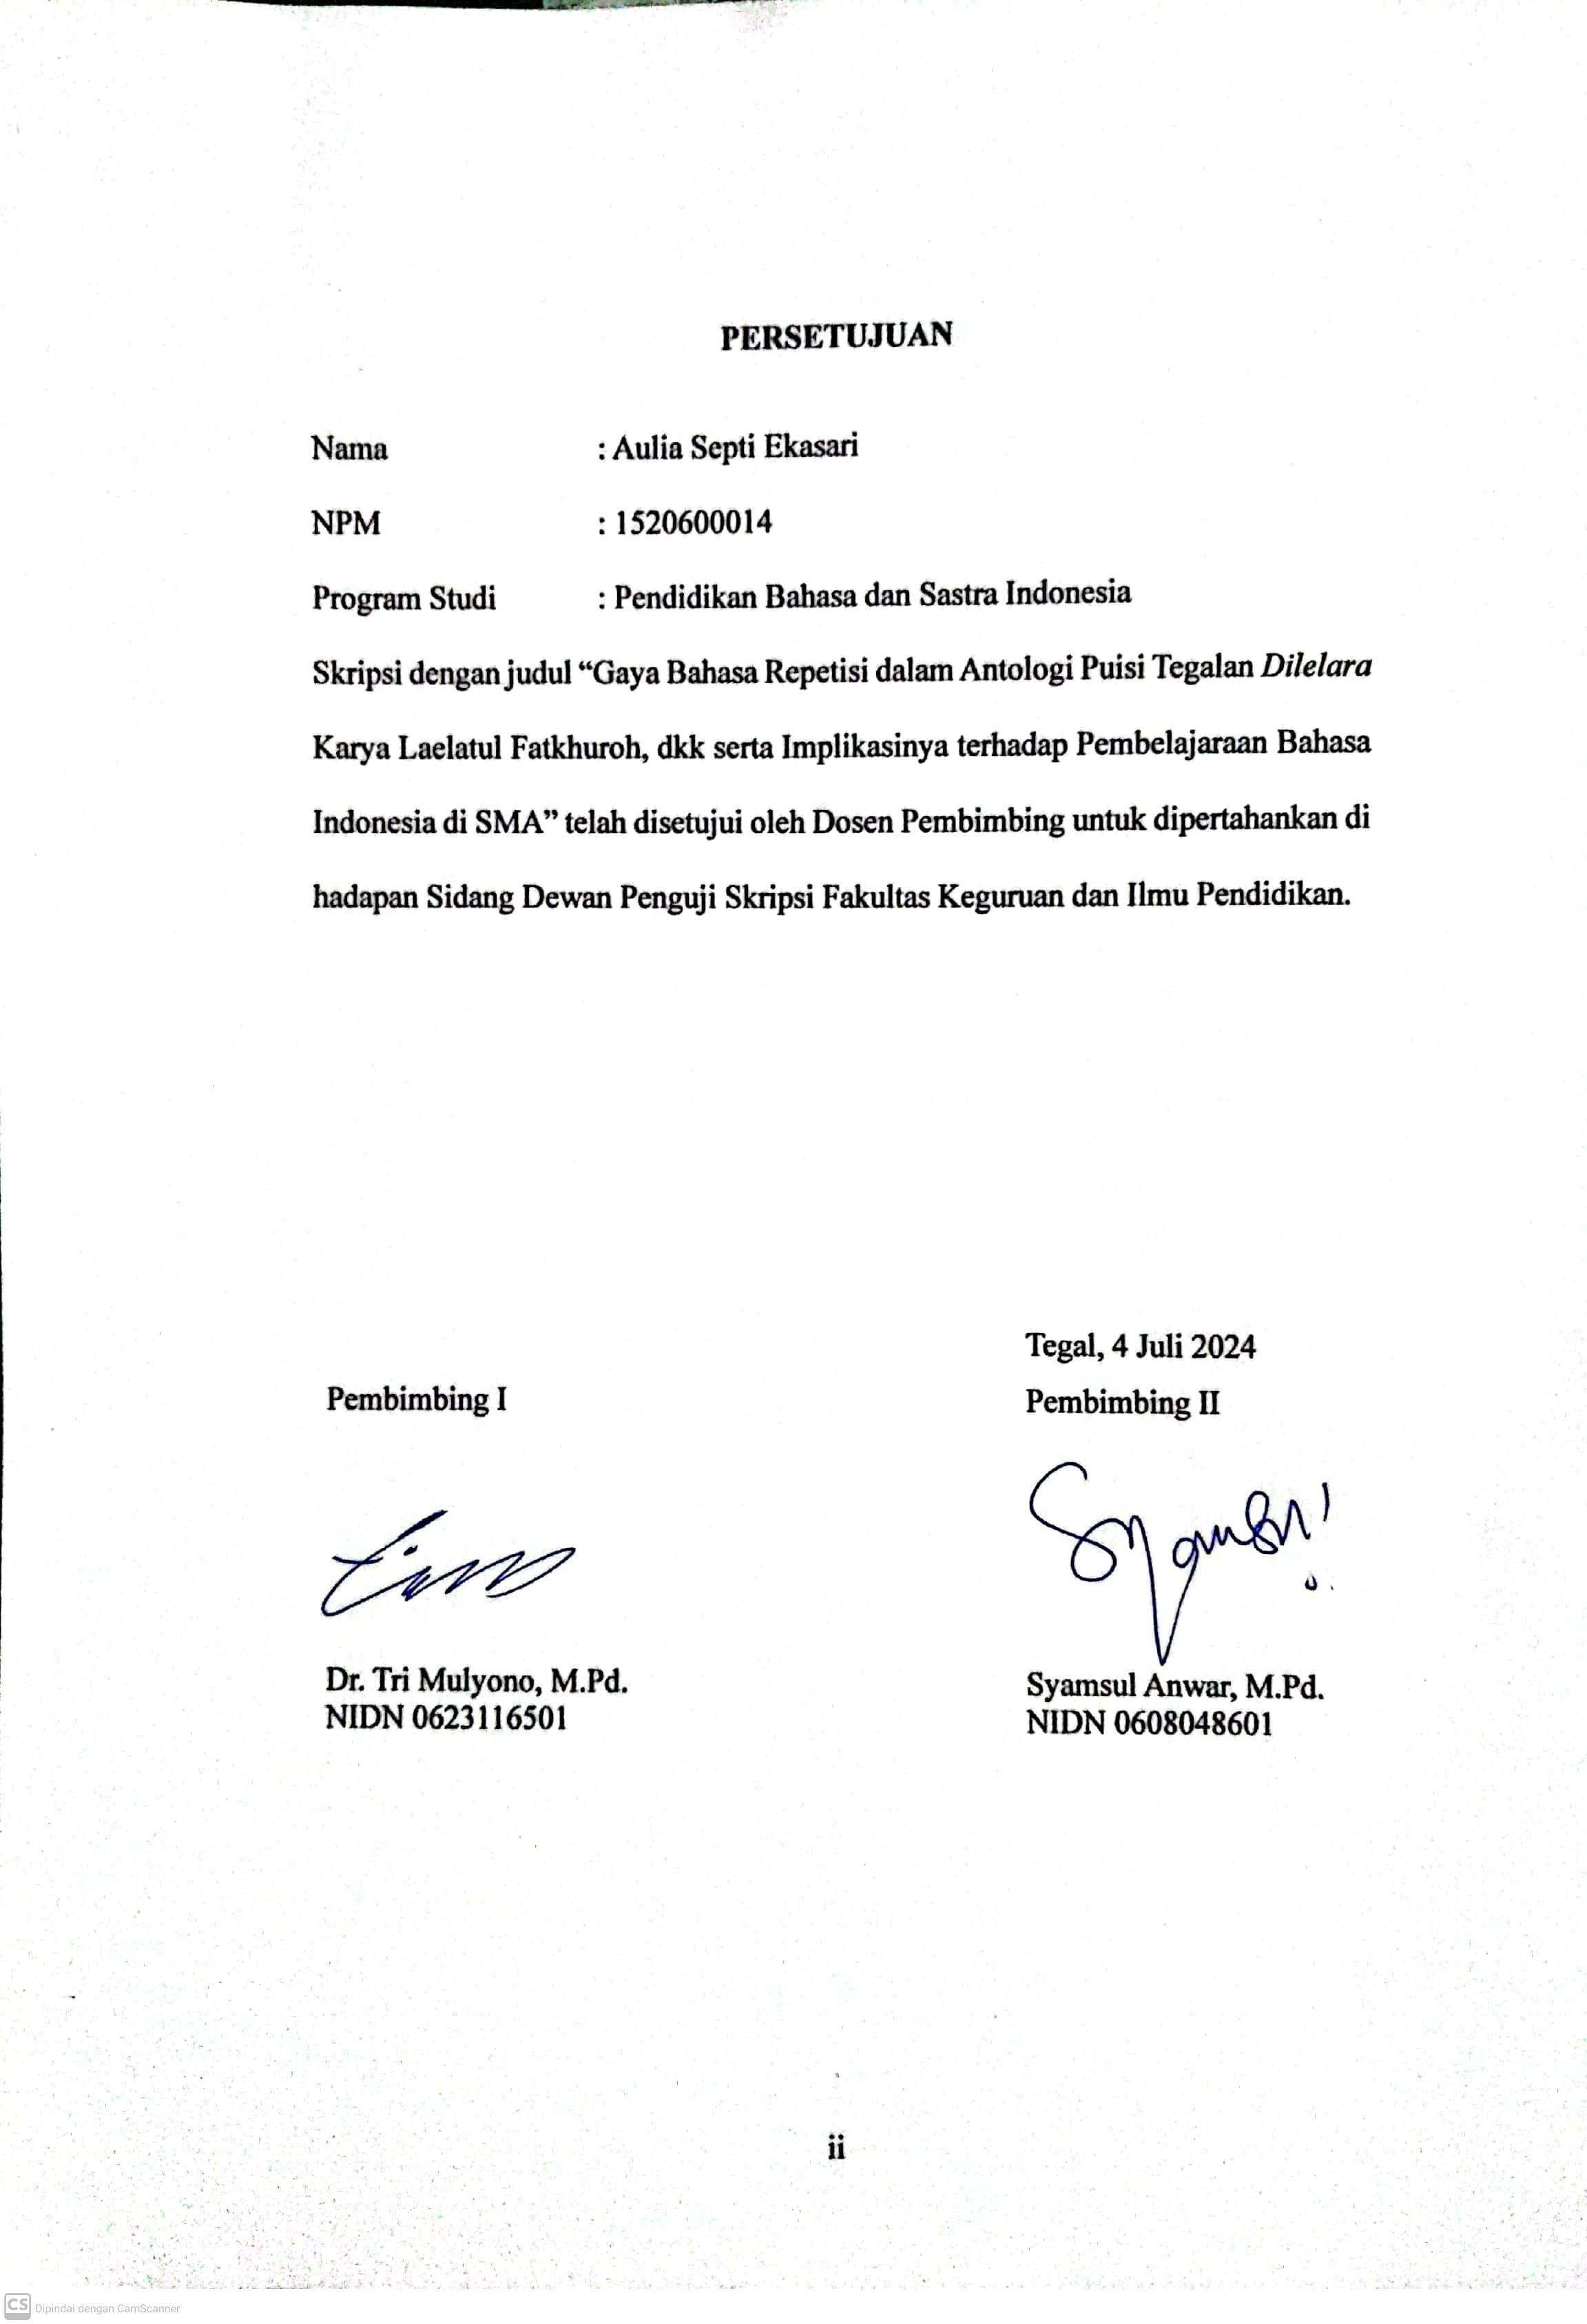 PERSETUJUAN
Nama : Aulia Septi Ekasari
NPM : 1520600014
Program Studi : Pendidikan Bahasa dan Sastra Indonesia
Skripsi dengan judul “Gaya Bahasa Repetisi dalam Antologi Puisi Tegalan Dilelara
Karya Laelatul Fatkhuroh, dkk serta Implikasinya terhadap Pembelajaraan Bahasa
Indonesia di SMA” telah disetujui oleh Dosen Pembimbing untuk dipertahankan di
hadapan Sidang Dewan Penguji Skripsi Fakultas Keguruan dan Ilmu Pendidikan.
Tegal, 4 Juli 2024
Pembimbing I
Pembimbing II
Dr. Tri Mulyono, M.Pd.
NIDN 0623116501
Syamsul Anwar, M.Pd.
NIDN 0608048601
ii
CS Dipindai dengan CamScanner